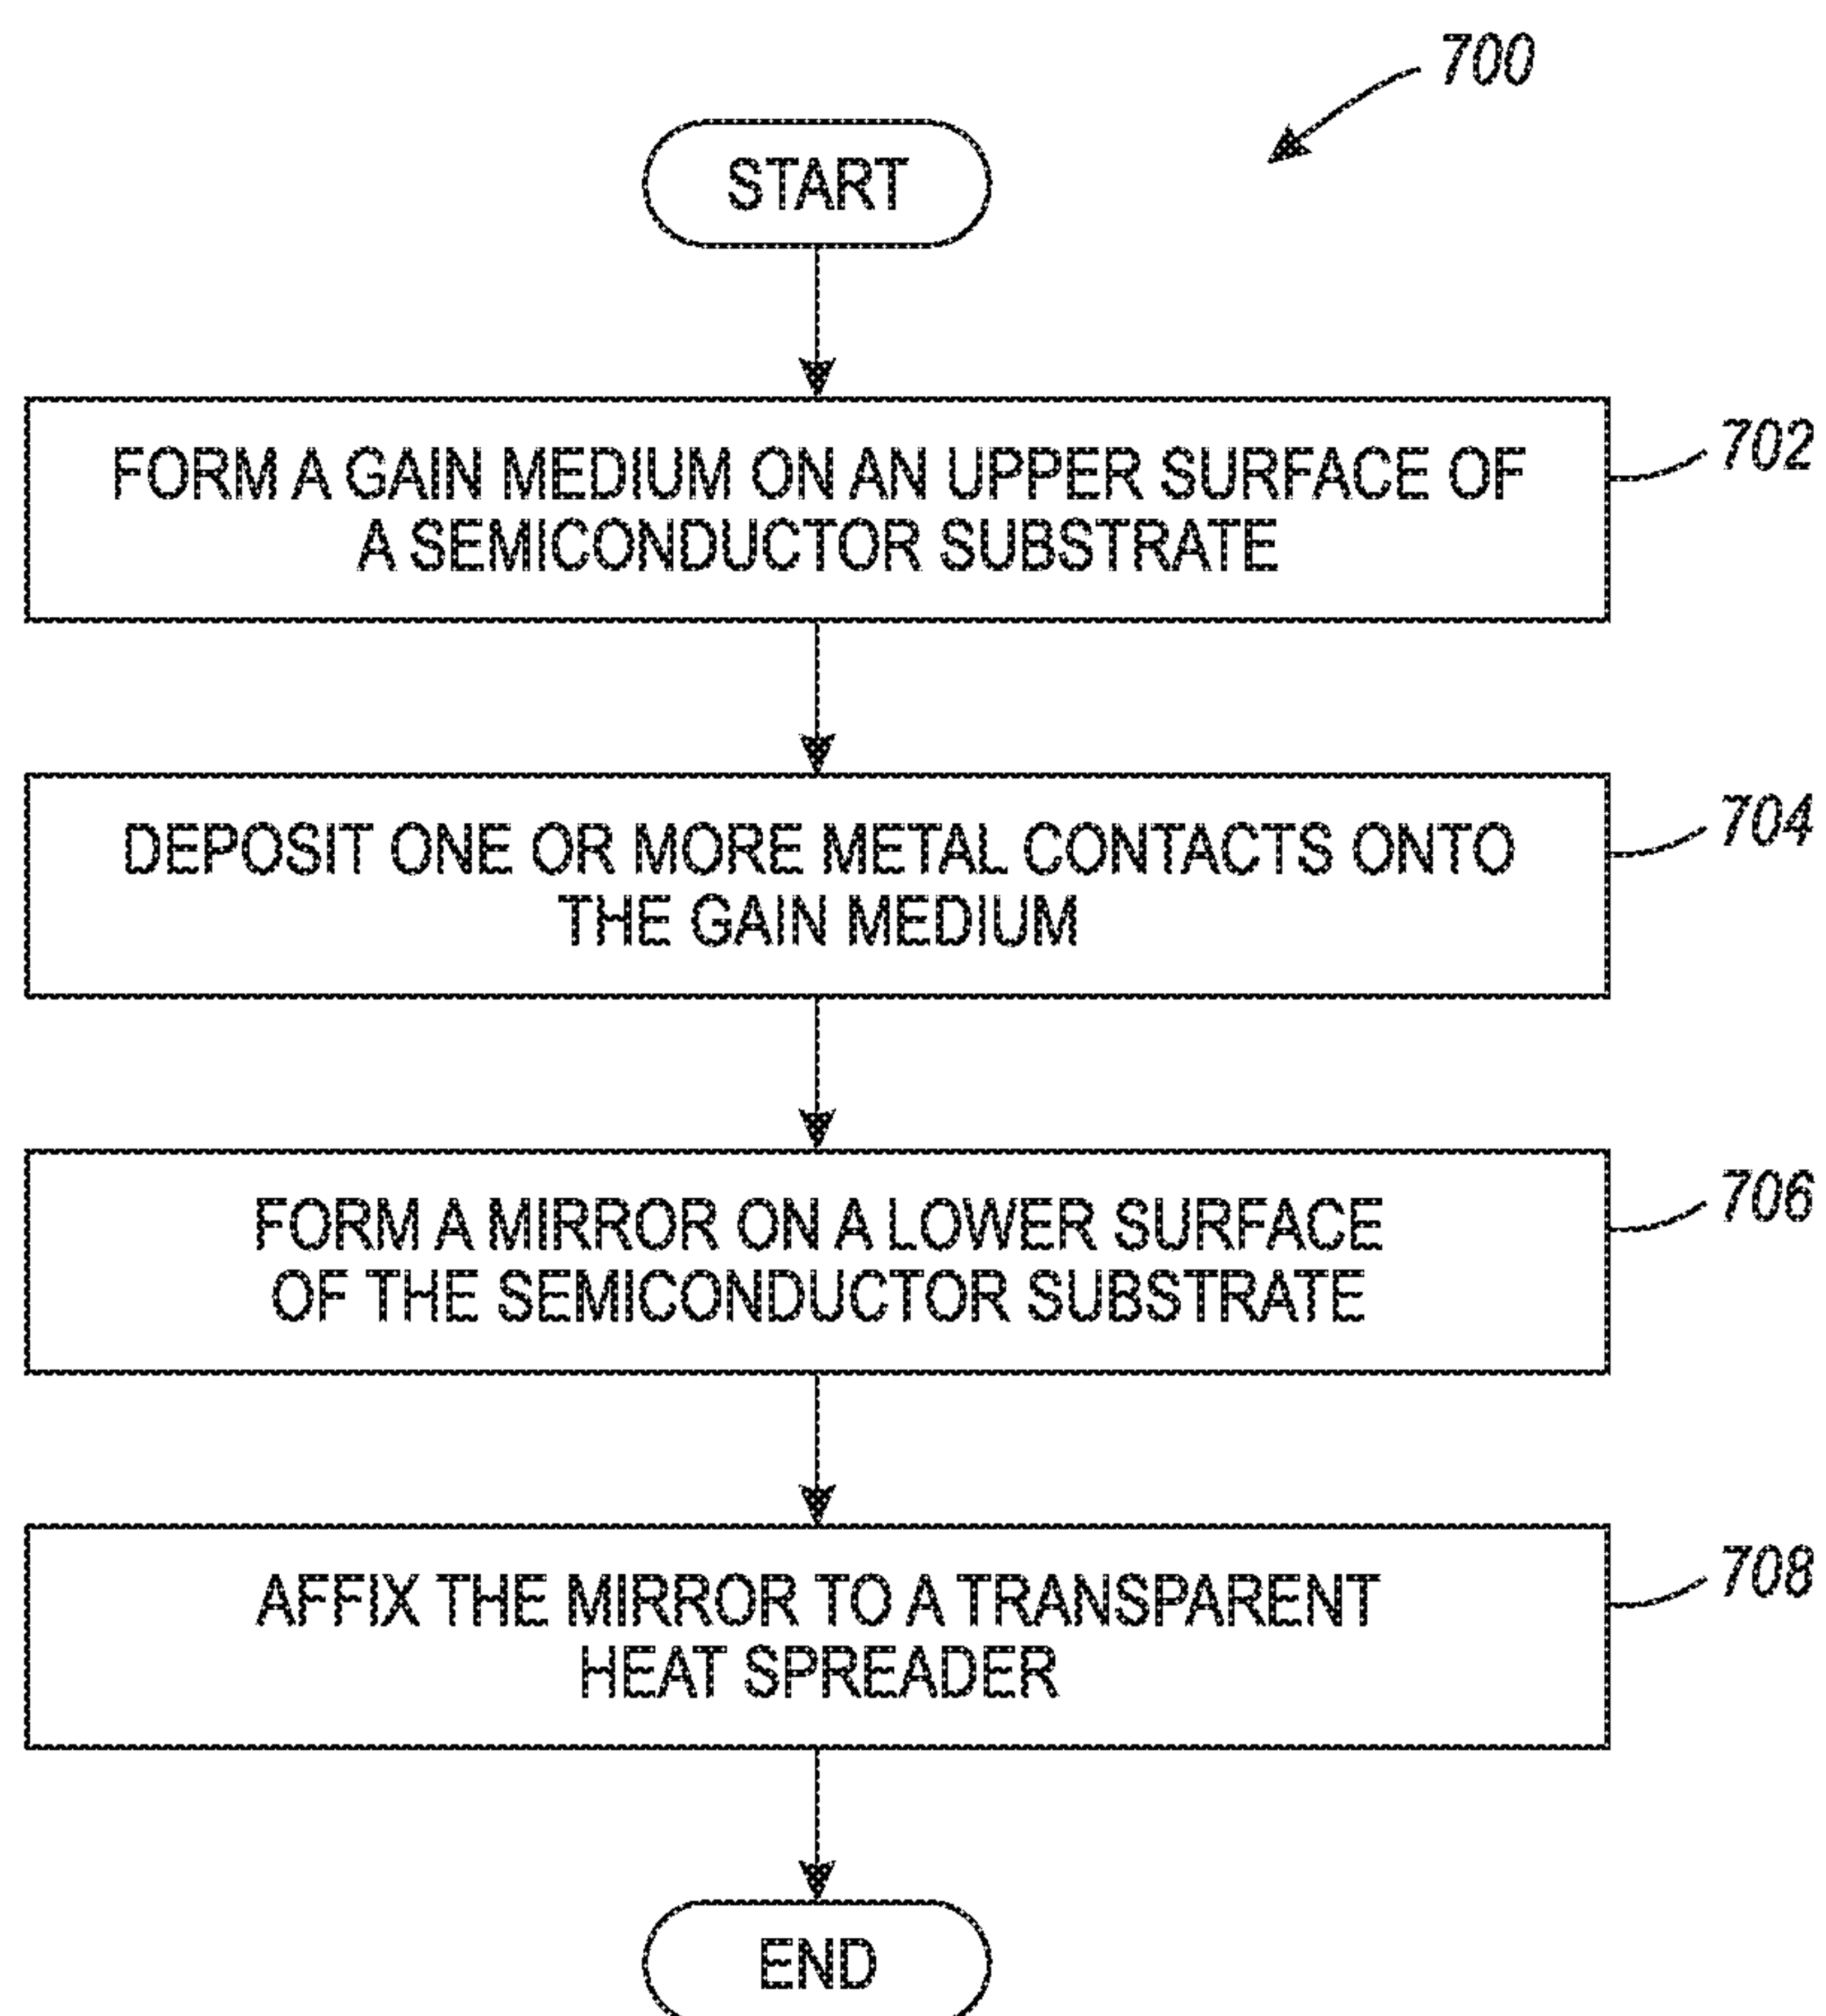 700
START
FORM A GAIN MEDIUM ON AN UPPER SURFACE OF
A SEMICONDUCTOR SUBSTRATE
702
DEPOSIT ONE OR MORE METAL CONTACTS ONTO
THE GAIN MEDIUM
704
FORM A MIRROR ON A LOWER SURFACE
OF THE SEMICONDUCTOR SUBSTRATE
706
AFFIX THE MIRROR TO A TRANSPARENT
HEAT SPREADER
708
END